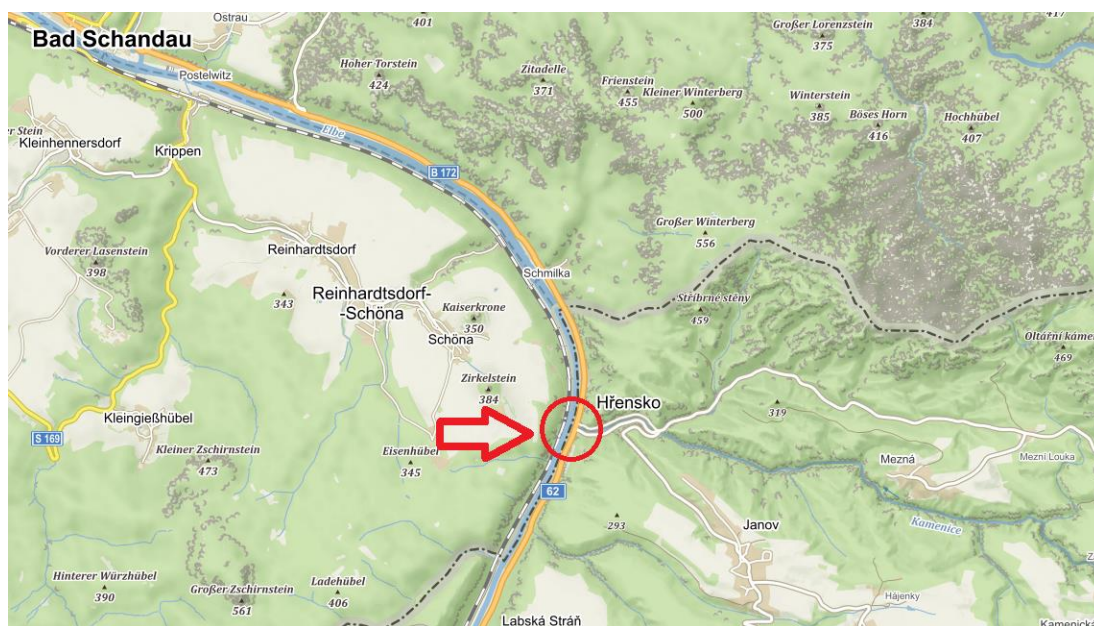 Ostrau
401
Großer Lorenzstein
375
384
417
Bad Schandau
Postelwitz
Hoher Torstein
424
Zitadelle
371
Frienstein
455
Kleiner Winterberg
500
Winterstein
385
Böses Horn
416
Hochhübel
407
er Stein
Kleinhennersdorf
Krippen
Elbe
B 172
Vorderer Lasenstein
398
Reinhardtsdorf
Großer Winterberg
556
Schmilka
343
Reinhardtsdorf-
-Schöna
Kaiserkrone
350
Schöna
Stříbrné stěny
459
Oltářní káme
469
Zirkelstein
384
Hřensko
319
Kleingießhübel
S 169
Kleiner Zschirnstein
473
Eisenhübel
345
62
Mezná
Mezní Louka
293
Janov
Kamenice
Hinterer Würzhübel
390
Großer Zschirnstein
561
Ladehübel
406
Labská Stráň
Hájenky
Kamenická